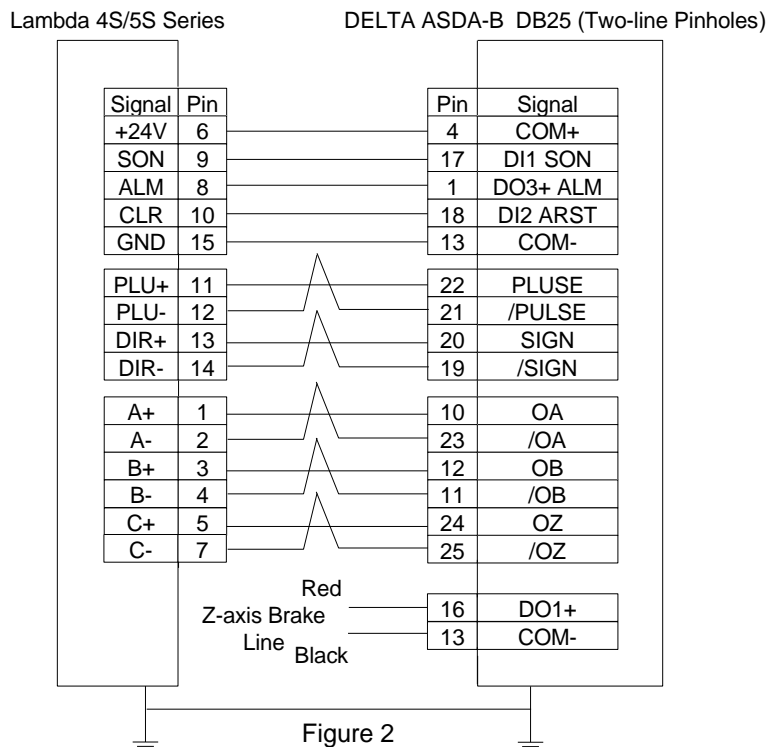 Lambda 4S/5S Series
DELTA ASDA-B DB25 (Two-line Pinholes)
Signal Pin
+24V 6
SON 9
ALM 8
CLR 10
GND 15
PLU+ 11
PLU- 12
DIR+ 13
DIR- 14
A+ 1
A- 2
B+ 3
B- 4
C+ 5
C- 7
Pin Signal
4 COM+
17 DI1 SON
1 DO3+ ALM
18 DI2 ARST
13 COM-
22 PLUSE
21 /PULSE
20 SIGN
19 /SIGN
10 OA
23 /OA
12 OB
11 /OB
24 OZ
25 /OZ
Red
Z-axis Brake
Line
Black
16 DO1+
13 COM-
Figure 2